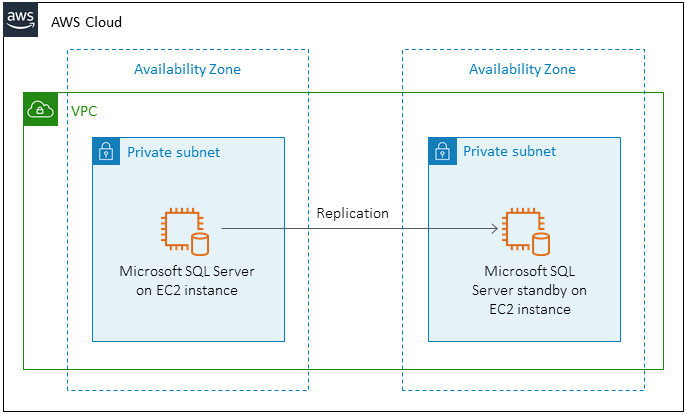 aws
AWS Cloud
Availability Zone
Availability Zone
VPC
Private subnet
Private subnet
Replication
Microsoft SQL Server
on EC2 instance
Microsoft SQL
Server standby on
EC2 instance